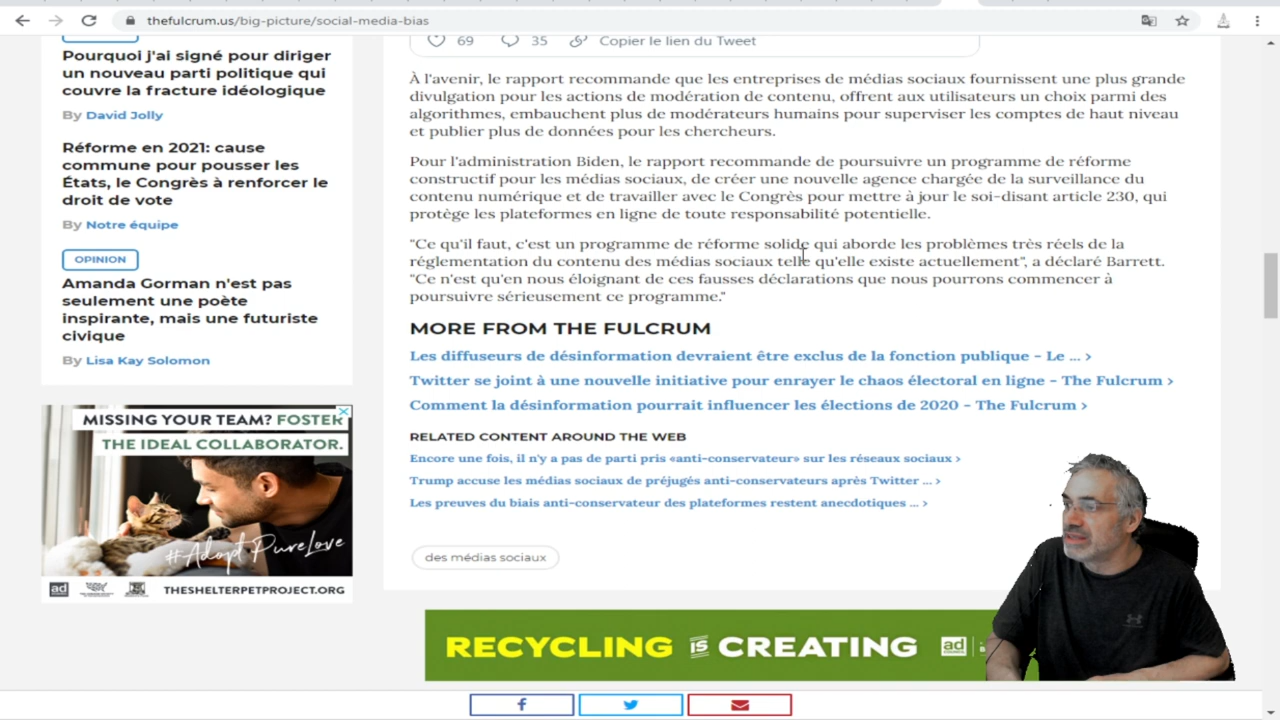 thefulcrum.us/big-picture/social-media-bias
Pourquoi j'ai signé pour diriger
un nouveau parti politique qui
couvre la fracture idéologique
By David Jolly
Réforme en 2021: cause
commune pour pousser les
États, le Congrès à renforcer le
droit de vote
By Notre équipe
OPINION
Amanda Gorman n'est pas
seulement une poète
inspirante, mais une futuriste
civique
By Lisa Kay Solomon
MISSING YOUR TEAM? FOSTER
THE IDEAL COLLABORATOR.
#Adopt PureLove
ad
THESHELTERPETPROJECT.ORG
69 35 Copier le lien du Tweet
À l'avenir, le rapport recommande que les entreprises de médias sociaux fournissent une plus grande
divulgation pour les actions de modération de contenu, offrent aux utilisateurs un choix parmi des
algorithmes, embauchent plus de modérateurs humains pour superviser les comptes de haut niveau
et publier plus de données pour les chercheurs.
Pour l'administration Biden, le rapport recommande de poursuivre un programme de réforme
constructif pour les médias sociaux, de créer une nouvelle agence chargée de la surveillance du
contenu numérique et de travailler avec le Congrès pour mettre à jour le soi-disant article 230, qui
protège les plateformes en ligne de toute responsabilité potentielle.
"Ce qu'il faut, c'est un programme de réforme solide qui aborde les problèmes très réels de la
réglementation du contenu des médias sociaux telle qu'elle existe actuellement", a déclaré Barrett.
"Ce n'est qu'en nous éloignant de ces fausses déclarations que nous pourrons commencer à
poursuivre sérieusement ce programme."
MORE FROM THE FULCRUM
Les diffuseurs de désinformation devraient être exclus de la fonction publique - Le ... ›
Twitter se joint à une nouvelle initiative pour enrayer le chaos électoral en ligne - The Fulcrum ›
Comment la désinformation pourrait influencer les élections de 2020 - The Fulcrum ›
RELATED CONTENT AROUND THE WEB
Encore une fois, il n'y a pas de parti pris «anti-conservateur» sur les réseaux sociaux ›
Trump accuse les médias sociaux de préjugés anti-conservateurs après Twitter ... ›
Les preuves du biais anti-conservateur des plateformes restent anecdotiques ... ›
des médias sociaux
RECYCLING is CREATING ad